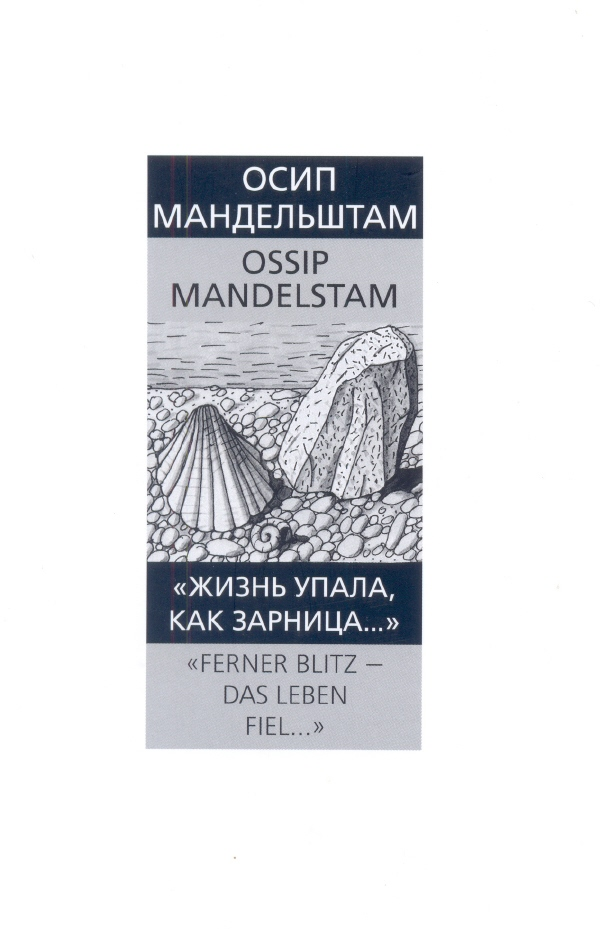 ОСИП
МАНДЕЛЬШТАМ
OSSIP
MANDELSTAM
«ЖИЗНЬ УПАЛА,
КАК ЗАРНИЦА...»
«FERNER BLITZ –
DAS LEBEN
FIEL...»